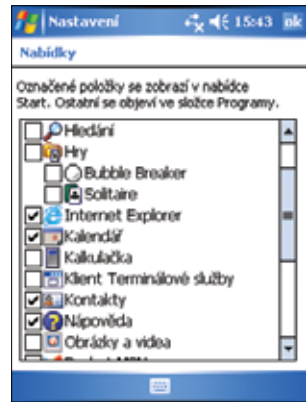 Nastavení 15:43 ok
Nabídky
Označené položky se zobrazí v nabídce
Start. Ostatní se objeví ve složce Programy.
Hledání
Hry
Bubble Breaker
Solitaire
Internet Explorer
Kalendář
Kalkulačka
Klient Terminálové služby
Kontakty
Nápověda
Obrázky a videa